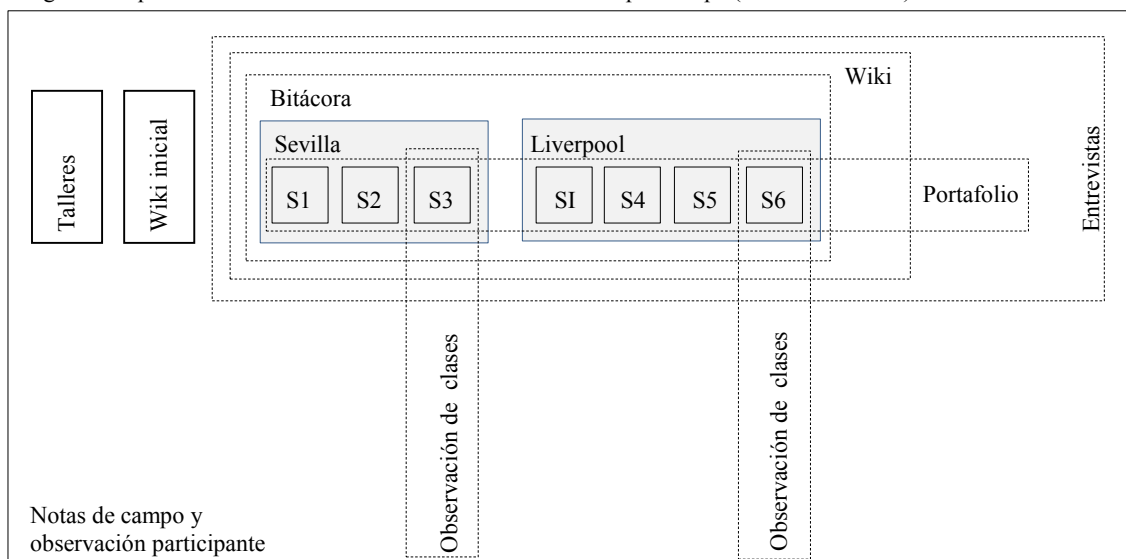 Wiki
Bitácora
Sevilla
Liverpool
Talleres
Wiki inicial
S1
S2
S3
SI
S4
S5
S6
Portafolio
Entrevistas
Observación de clases
Observación de clases
Notas de campo y
observación participante